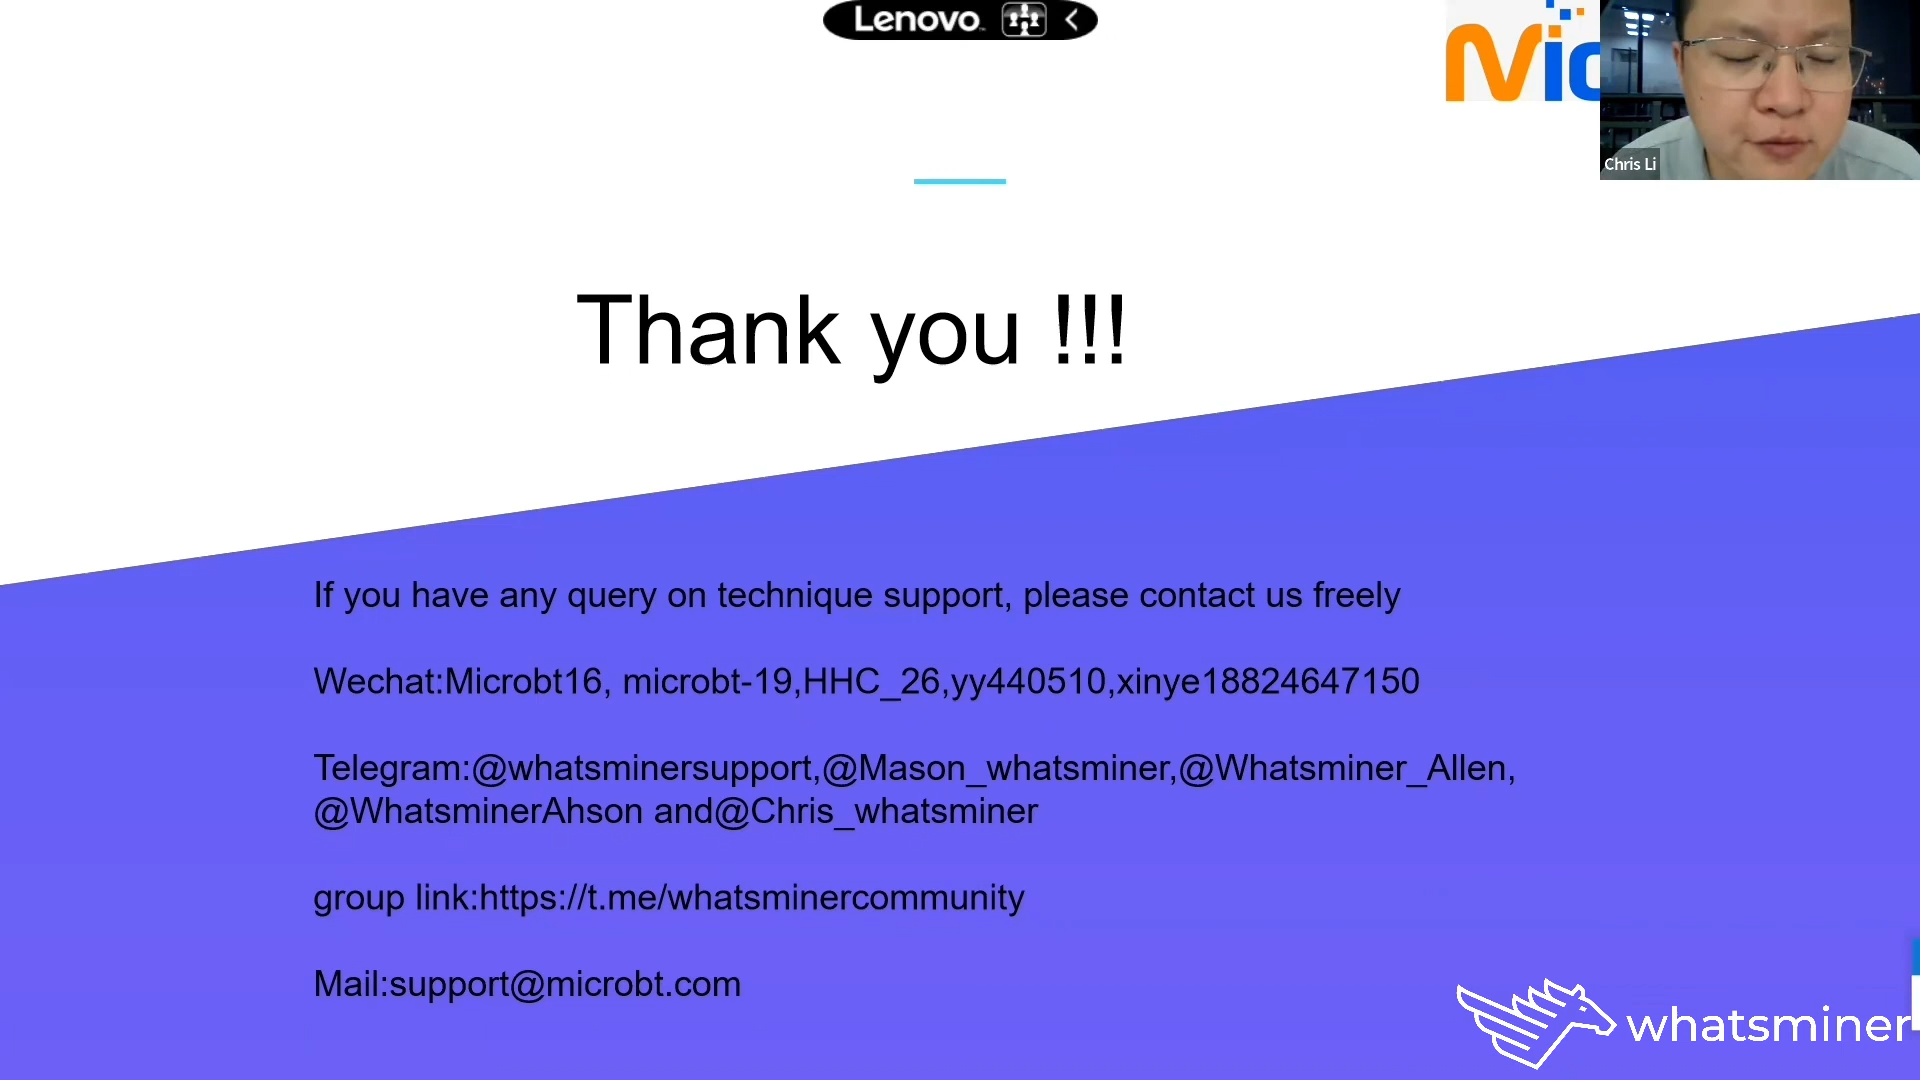 Lenovo
Mic
Chris Li
Thank you !!!
If you have any query on technique support, please contact us freely
Wechat:Microbt16, microbt-19,HHC_26,yy440510,xinye18824647150
Telegram:@whatsminersupport,@Mason_whatsminer,@Whatsminer_Allen,
@WhatsminerAhson and@Chris_whatsminer
group link:https://t.me/whatsminercommunity
Mail:support@microbt.com
whatsminer